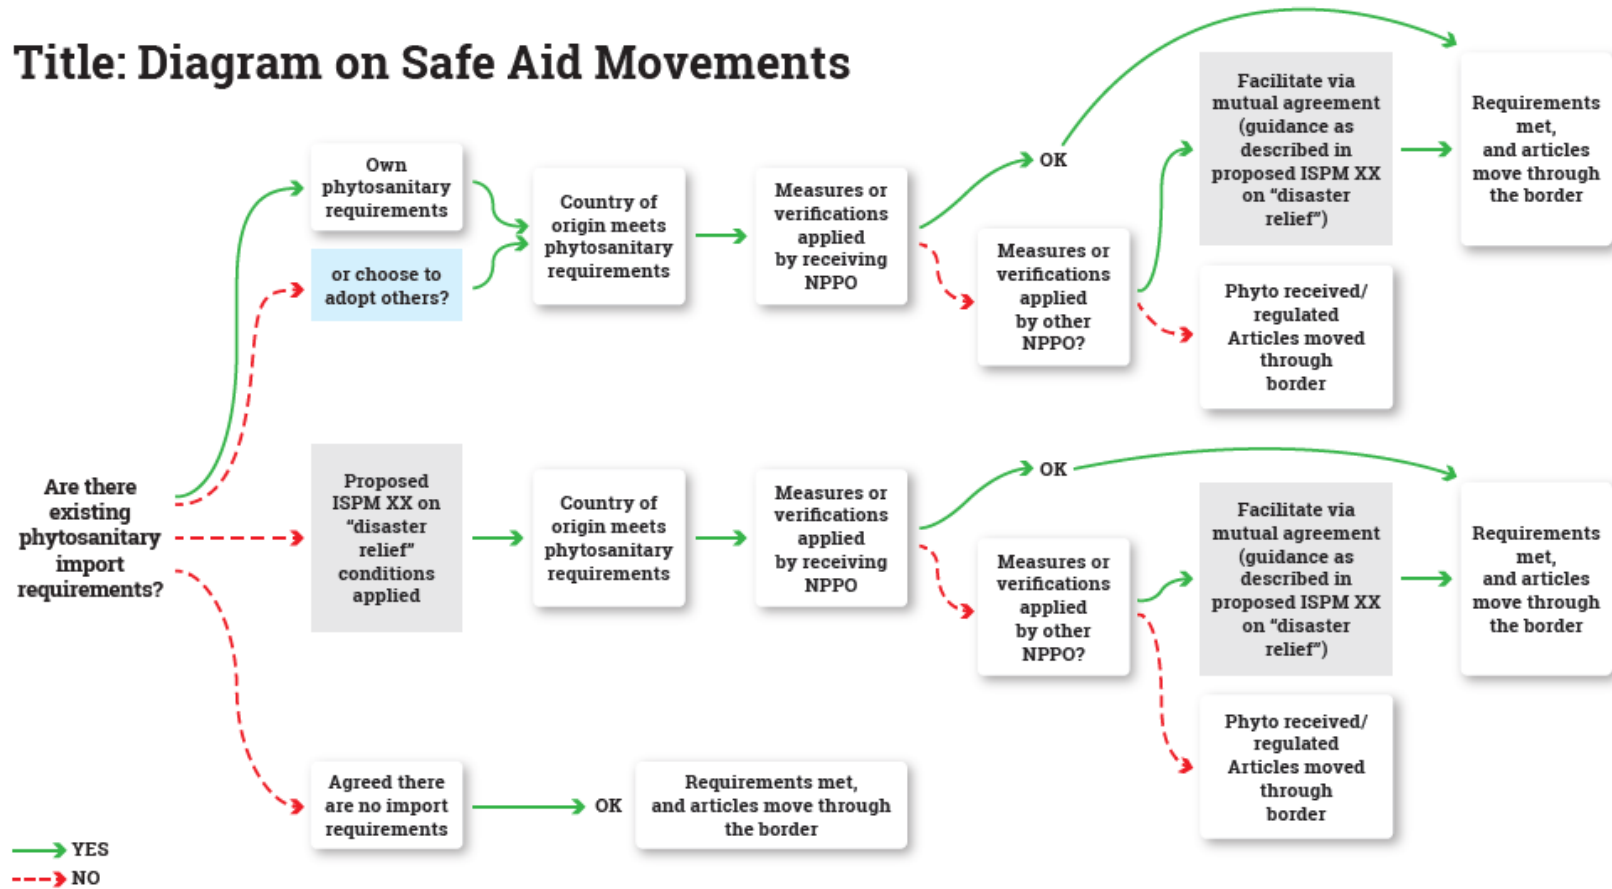 Title: Diagram on Safe Aid Movements
Are there
existing
phytosanitary
import
requirements?
Own
phytosanitary
requirements
or choose to
adopt others?
Country of
origin meets
phytosanitary
requirements
Measures or
verifications
applied
by receiving
NPPO
OK
Measures or
verifications
applied
by other
NPPO?
Facilitate via
mutual agreement
(guidance as
described in
proposed ISPM XX
on “disaster
relief”)
Requirements
met,
and articles
move through
the border
Phyto received/
regulated
Articles moved
through
border
Proposed
ISPM XX on
“disaster
relief”
conditions
applied
Country of
origin meets
phytosanitary
requirements
Measures or
verifications
applied
by receiving
NPPO
OK
Measures or
verifications
applied
by other
NPPO?
Facilitate via
mutual agreement
(guidance as
described in
proposed ISPM XX
on “disaster
relief”)
Requirements
met,
and articles
move through
the border
Phyto received/
regulated
Articles moved
through
border
Agreed there
are no import
requirements
OK
Requirements met,
and articles move through
the border
YES
NO